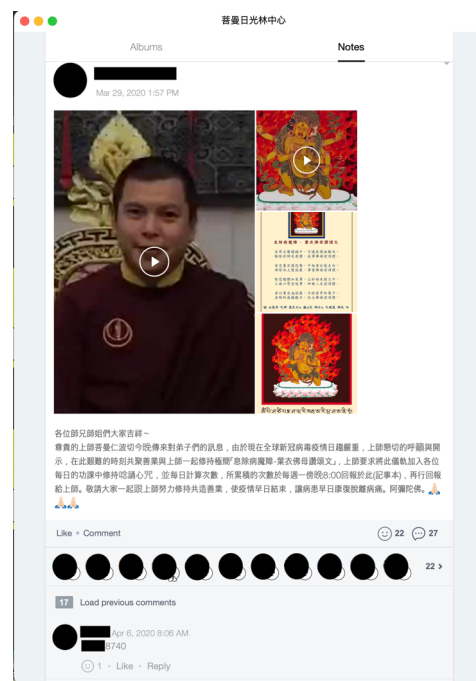 菩曼日光林中心
Albums
Notes
Mar 29, 2020 1:57 PM
各位師兄師姐們大家吉祥~
尊貴的上師菩曼仁波切今晚傳來對弟子們的訊息,由於現在全球新冠病毒疫情日趨嚴重,上師懇切的呼籲與開
示,在此艱難的時刻共聚善業與上師一起修持極簡「息除病魔障-葉衣佛母讚頌文」,上師要求將此儀軌加入各位
每日的功課中修持唸誦心咒,並每日計算次數,所累積的次數於每週一傍晚8:00回報於此(記事本),再行回報
給上師。敬請大家一起跟上師努力修持共造善業,使疫情早日結束,讓病患早日康復脫離病痛。阿彌陀佛。🙏🏻
🙏🏻🙏🏻
Like • Comment
22
27
22 >
17 Load previous comments
Apr 6, 2020 8:06 AM
8740
1 · Like · Reply